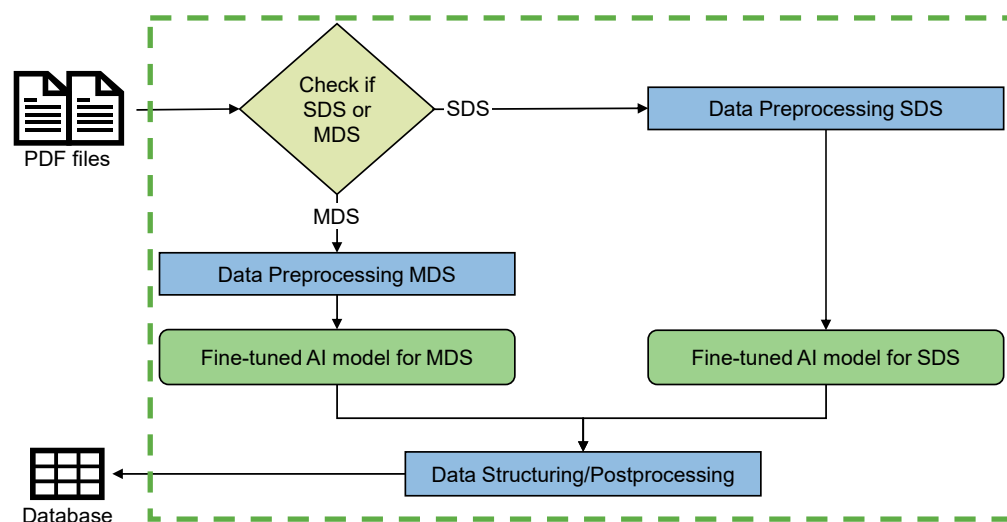 Check if
SDS or
MDS
SDS
Data Preprocessing SDS
PDF files
MDS
Data Preprocessing MDS
Fine-tuned AI model for MDS
Fine-tuned AI model for SDS
Data Structuring/Postprocessing
Database